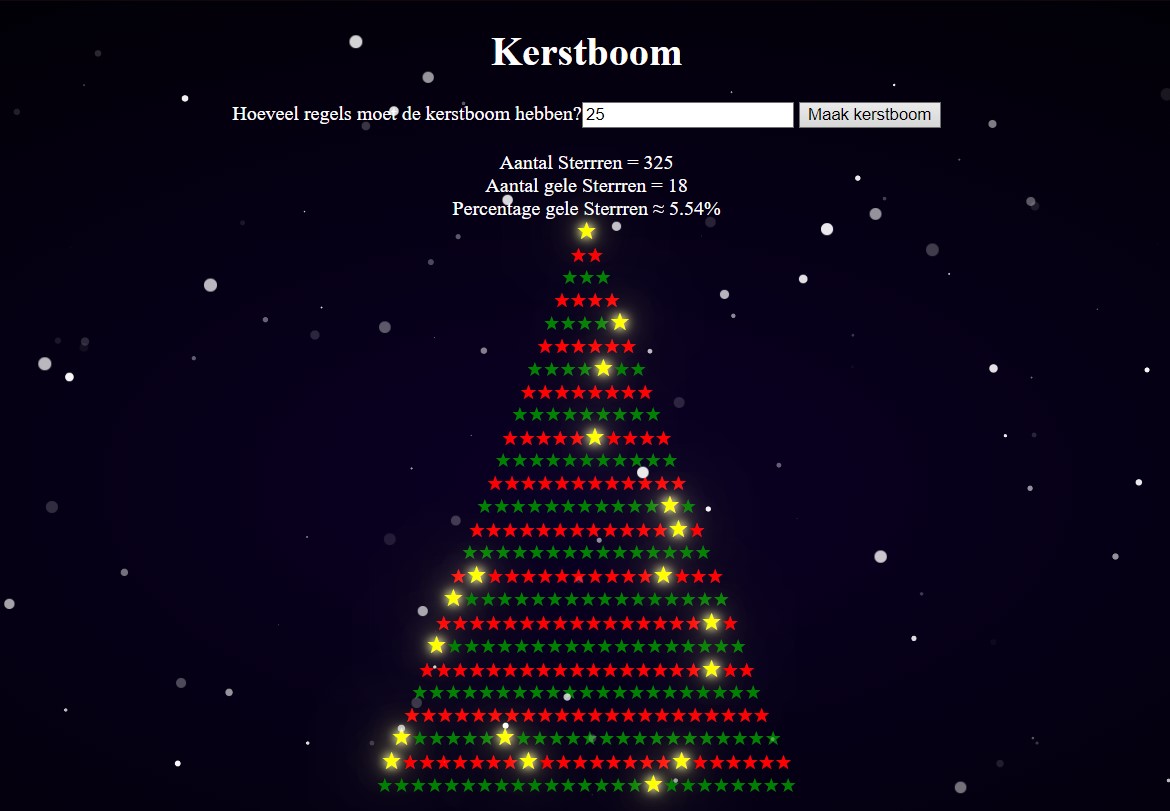 Kerstboom
Hoeveel regels moet de kerstboom hebben? 25 Maak kerstboom
Aantal Sterrren = 325
Aantal gele Sterrren = 18
Percentage gele Sterrren ≈ 5.54%